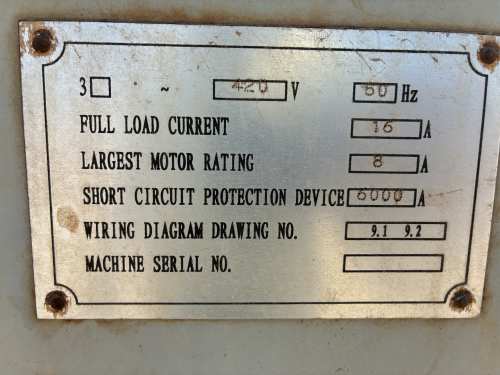 3□ ~ 420 V 50 Hz
FULL LOAD CURRENT 16 A
LARGEST MOTOR RATING 8 A
SHORT CIRCUIT PROTECTION DEVICE 6000 A
WIRING DIAGRAM DRAWING NO. 9.1 9.2
MACHINE SERIAL NO.